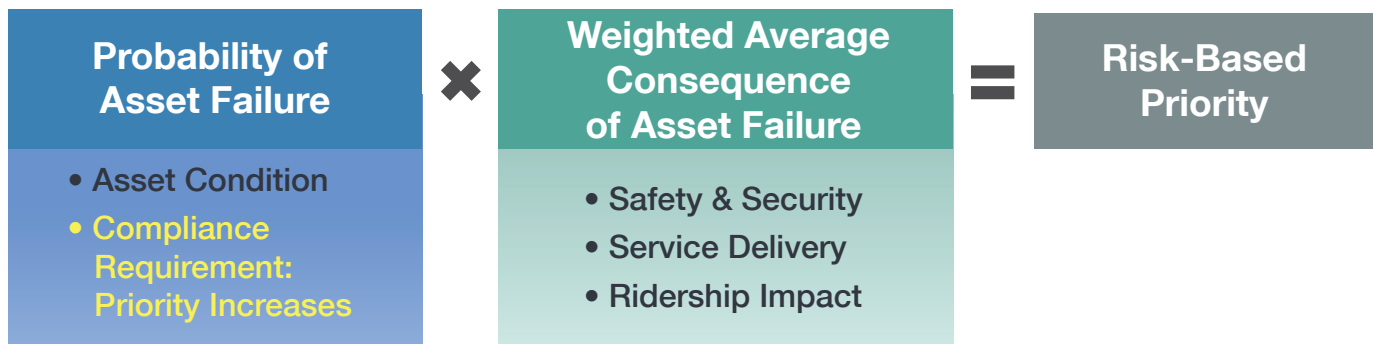 Probability of
Asset Failure
• Asset Condition
• Compliance
Requirement:
Priority Increases
✖
Weighted Average
Consequence
of Asset Failure
• Safety & Security
• Service Delivery
• Ridership Impact
=
Risk-Based
Priority